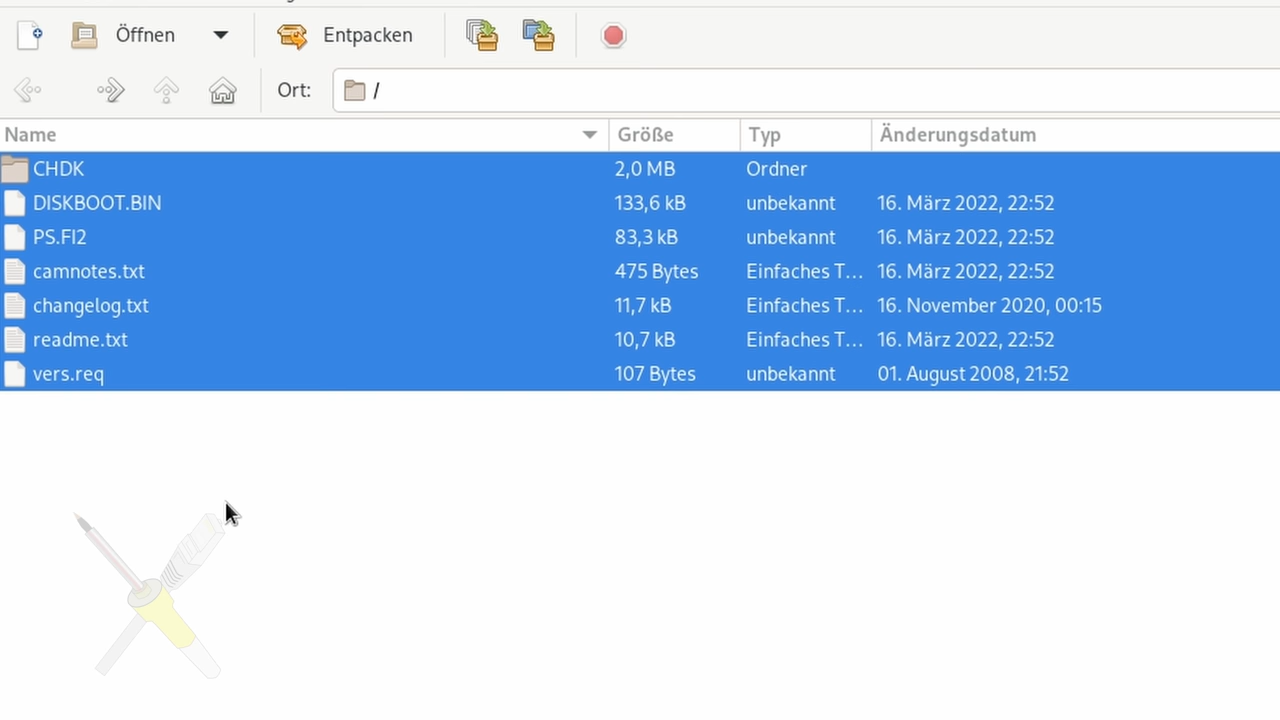 Öffnen Entpacken
Ort: /
Name Größe Typ Änderungsdatum
CHDK 2,0 MB Ordner
DISKBOOT.BIN 133,6 kB unbekannt 16. März 2022, 22:52
PS.FI2 83,3 kB unbekannt 16. März 2022, 22:52
camnotes.txt 475 Bytes Einfaches T… 16. März 2022, 22:52
changelog.txt 11,7 kB Einfaches T… 16. November 2020, 00:15
readme.txt 10,7 kB Einfaches T… 16. März 2022, 22:52
vers.req 107 Bytes unbekannt 01. August 2008, 21:52